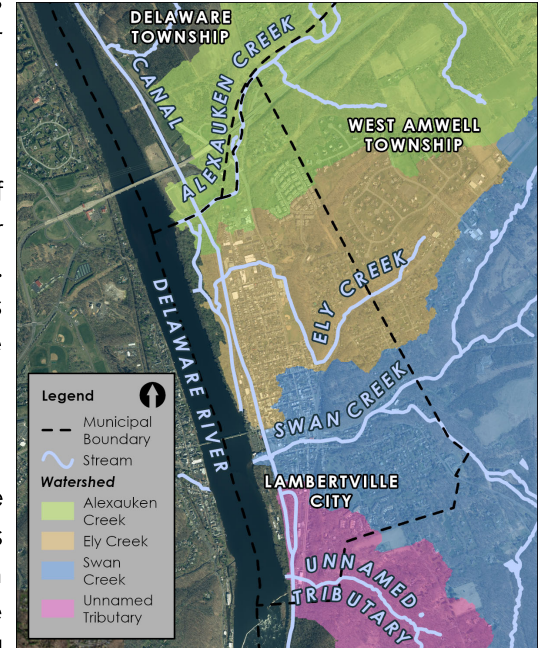 DELAWARE
TOWNSHIP
CANAL
ALEXAUKEN CREEK
WEST AMWELL
TOWNSHIP
ELY CREEK
DELAWARE RIVER
SWAN CREEK
LAMBERTVILLE
CITY
UNNAMED
TRIBUTARY
Legend
Municipal
Boundary
Stream
Watershed
Alexauken
Creek
Ely Creek
Swan
Creek
Unnamed
Tributary